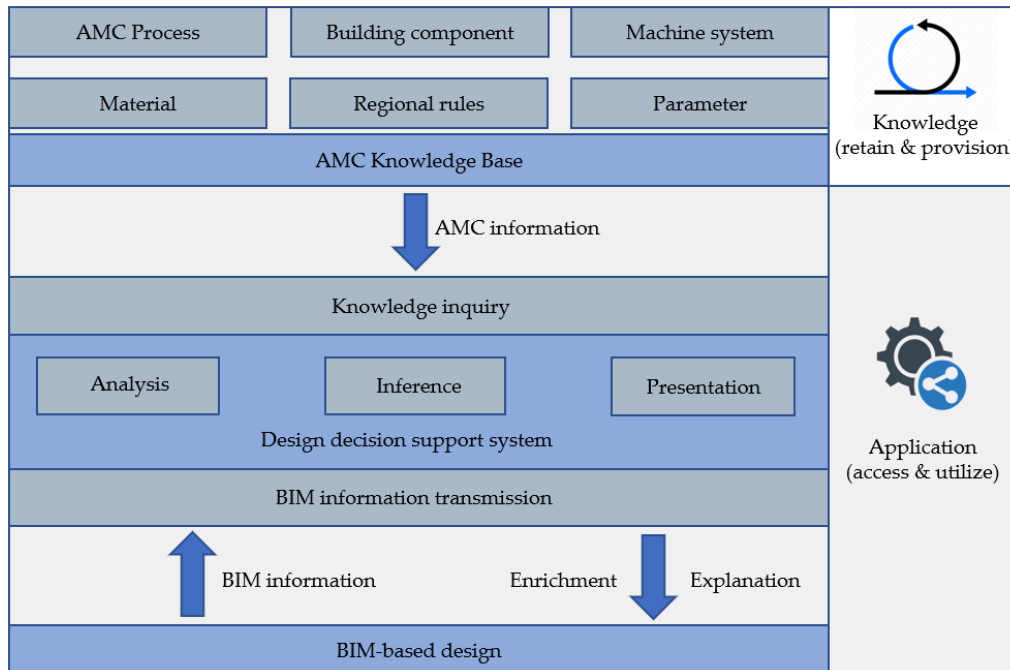 AMC Process
Building component
Machine system
Material
Regional rules
Parameter
AMC Knowledge Base
Knowledge
(retain & provision)
AMC information
Knowledge inquiry
Analysis
Inference
Presentation
Design decision support system
Application
(access & utilize)
BIM information transmission
BIM information
Enrichment
Explanation
BIM-based design